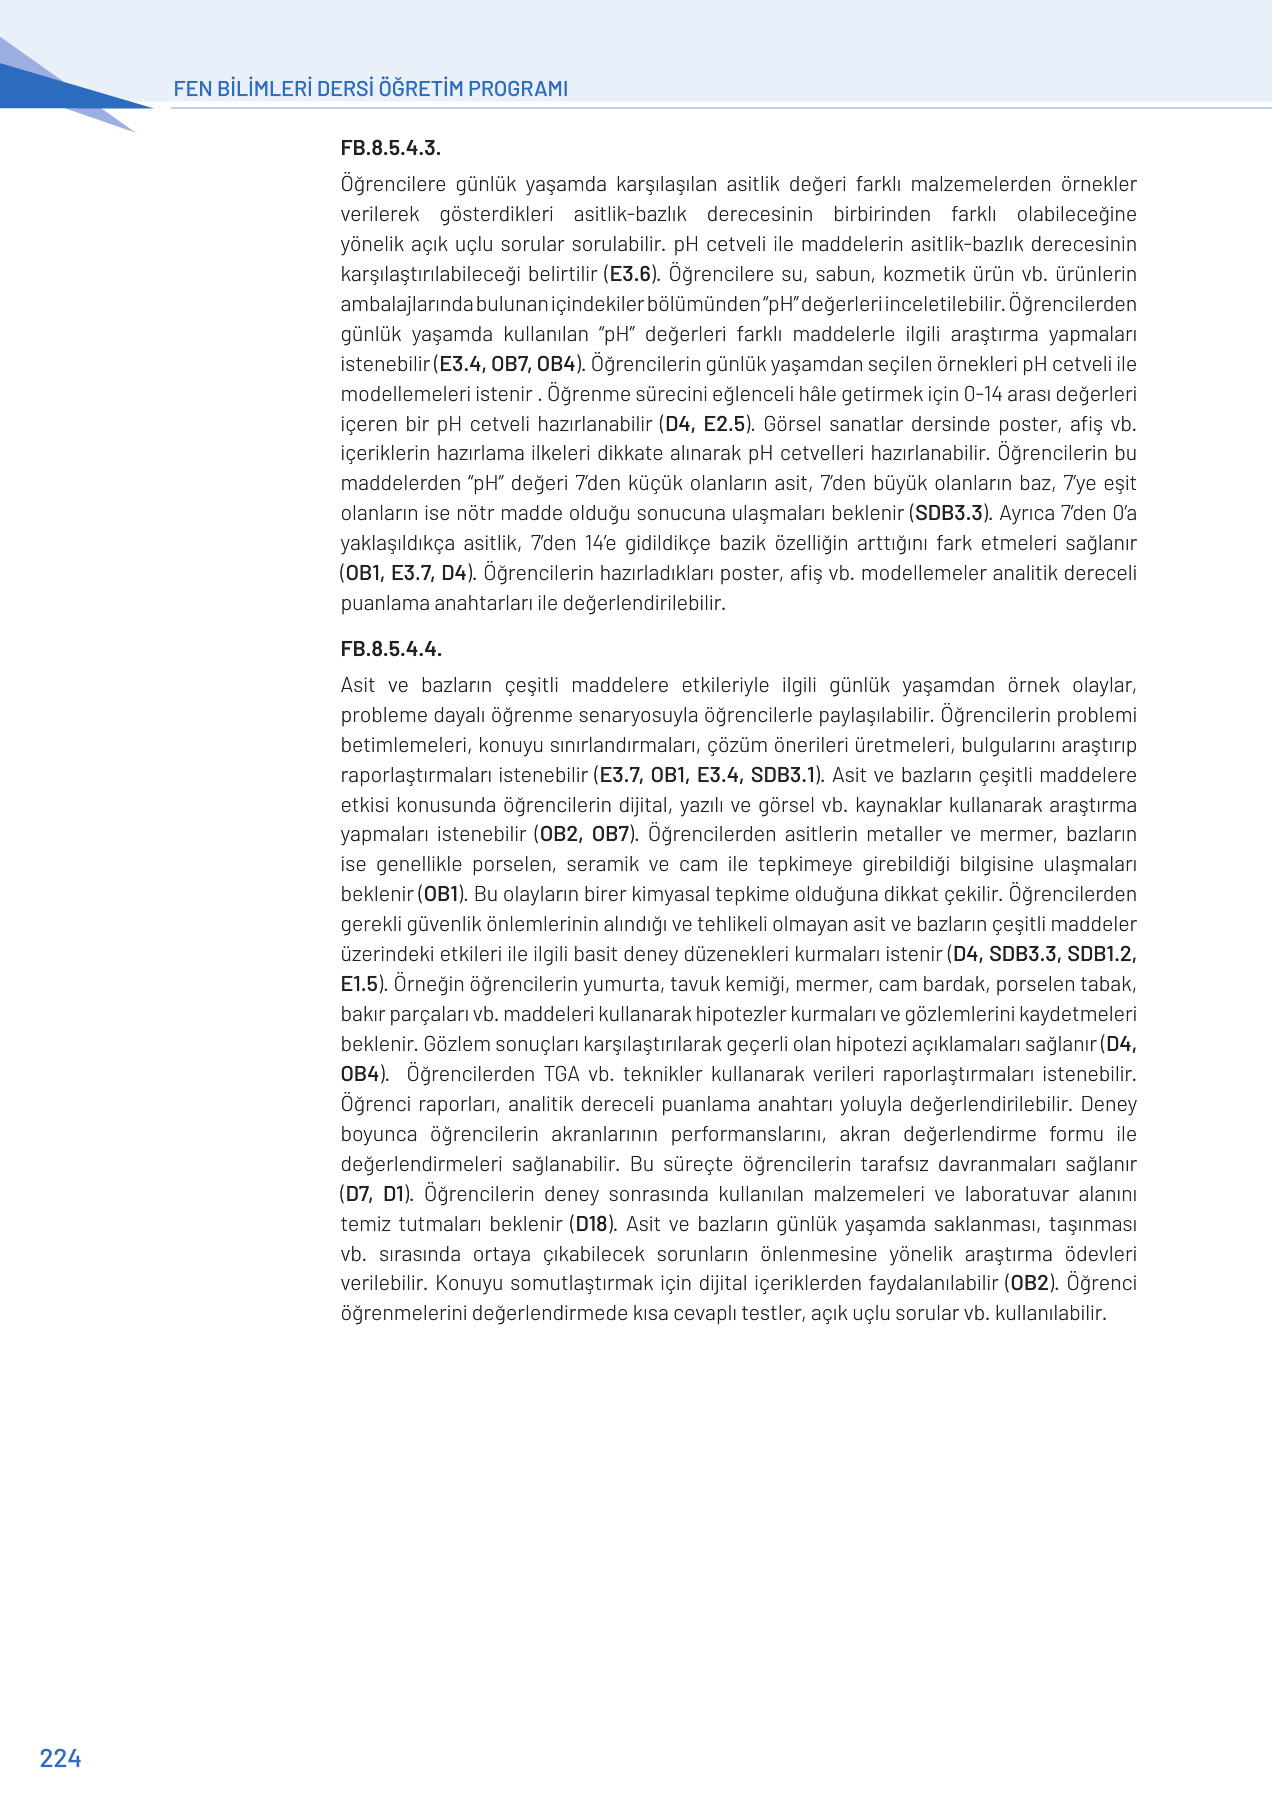 FEN BİLİMLERİ DERSİ ÖĞRETİM PROGRAMI
FB.8.5.4.3.
Öğrencilere günlük yaşamda karşılaşılan asitlik değeri farklı malzemelerden örnekler
verilerek gösterdikleri asitlik-bazlık derecesinin birbirinden farklı olabileceğine
yönelik açık uçlu sorular sorulabilir. pH cetveli ile maddelerin asitlik-bazlık derecesinin
karşılaştırılabileceği belirtilir (E3.6). Öğrencilere su, sabun, kozmetik ürün vb. ürünlerin
ambalajlarında bulunan içindekiler bölümünden “pH” değerleri inceletilebilir. Öğrencilerden
günlük yaşamda kullanılan “pH” değerleri farklı maddelerle ilgili araştırma yapmaları
istenebilir (E3.4, OB7, OB4). Öğrencilerin günlük yaşamdan seçilen örnekleri pH cetveli ile
modellemeleri istenir . Öğrenme sürecini eğlenceli hâle getirmek için 0-14 arası değerleri
içeren bir pH cetveli hazırlanabilir (D4, E2.5). Görsel sanatlar dersinde poster, afiş vb.
içeriklerin hazırlama ilkeleri dikkate alınarak pH cetvelleri hazırlanabilir. Öğrencilerin bu
maddelerden “pH” değeri 7’den küçük olanların asit, 7’den büyük olanların baz, 7’ye eşit
olanların ise nötr madde olduğu sonucuna ulaşmaları beklenir (SDB3.3). Ayrıca 7’den 0’a
yaklaşıldıkça asitlik, 7’den 14’e gidildikçe bazik özelliğin arttığını fark etmeleri sağlanır
(OB1, E3.7, D4). Öğrencilerin hazırladıkları poster, afiş vb. modellemeler analitik dereceli
puanlama anahtarları ile değerlendirilebilir.
FB.8.5.4.4.
Asit ve bazların çeşitli maddelere etkileriyle ilgili günlük yaşamdan örnek olaylar,
probleme dayalı öğrenme senaryosuyla öğrencilerle paylaşılabilir. Öğrencilerin problemi
betimlemeleri, konuyu sınırlandırmaları, çözüm önerileri üretmeleri, bulgularını araştırıp
raporlaştırmaları istenebilir (E3.7, OB1, E3.4, SDB3.1). Asit ve bazların çeşitli maddelere
etkisi konusunda öğrencilerin dijital, yazılı ve görsel vb. kaynaklar kullanarak araştırma
yapmaları istenebilir (OB2, OB7). Öğrencilerden asitlerin metaller ve mermer, bazların
ise genellikle porselen, seramik ve cam ile tepkimeye girebildiği bilgisine ulaşmaları
beklenir (OB1). Bu olayların birer kimyasal tepkime olduğuna dikkat çekilir. Öğrencilerden
gerekli güvenlik önlemlerinin alındığı ve tehlikeli olmayan asit ve bazların çeşitli maddeler
üzerindeki etkileri ile ilgili basit deney düzenekleri kurmaları istenir (D4, SDB3.3, SDB1.2,
E1.5). Örneğin öğrencilerin yumurta, tavuk kemiği, mermer, cam bardak, porselen tabak,
bakır parçaları vb. maddeleri kullanarak hipotezler kurmaları ve gözlemlerini kaydetmeleri
beklenir. Gözlem sonuçları karşılaştırılarak geçerli olan hipotezi açıklamaları sağlanır (D4,
OB4). Öğrencilerden TGA vb. teknikler kullanarak verileri raporlaştırmaları istenebilir.
Öğrenci raporları, analitik dereceli puanlama anahtarı yoluyla değerlendirilebilir. Deney
boyunca öğrencilerin akranlarının performanslarını, akran değerlendirme formu ile
değerlendirmeleri sağlanabilir. Bu süreçte öğrencilerin tarafsız davranmaları sağlanır
(D7, D1). Öğrencilerin deney sonrasında kullanılan malzemeleri ve laboratuvar alanını
temiz tutmaları beklenir (D18). Asit ve bazların günlük yaşamda saklanması, taşınması
vb. sırasında ortaya çıkabilecek sorunların önlenmesine yönelik araştırma ödevleri
verilebilir. Konuyu somutlaştırmak için dijital içeriklerden faydalanılabilir (OB2). Öğrenci
öğrenmelerini değerlendirmede kısa cevaplı testler, açık uçlu sorular vb. kullanılabilir.
224